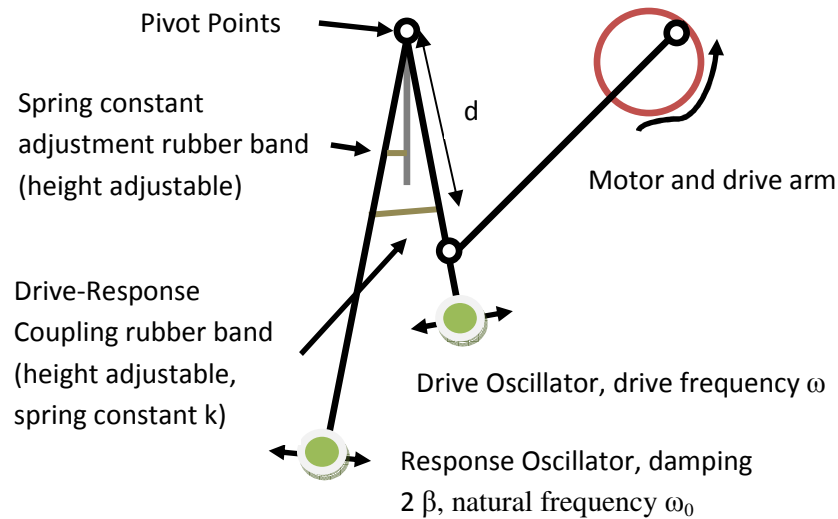 Pivot Points
Spring constant
adjustment rubber band
(height adjustable)
d
Motor and drive arm
Drive-Response
Coupling rubber band
(height adjustable,
spring constant k)
Drive Oscillator, drive frequency ω
Response Oscillator, damping
2 β, natural frequency ω₀